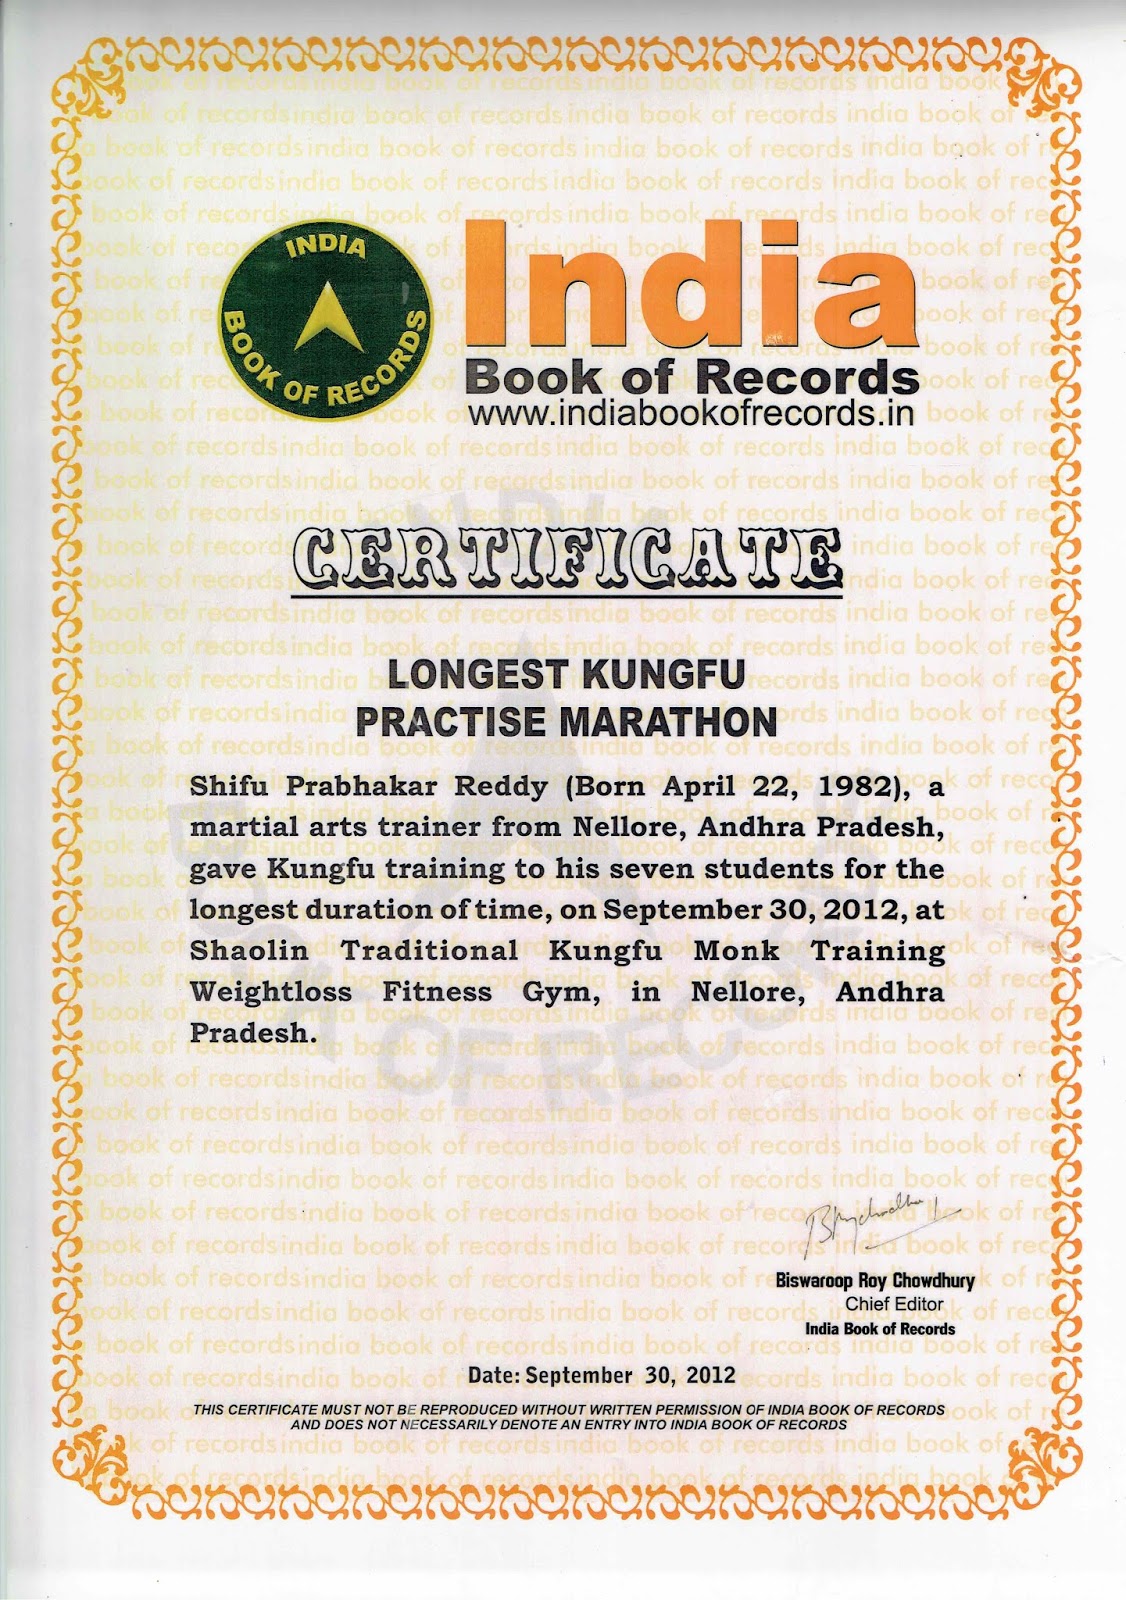 INDIA
BOOK OF RECORDS
India
Book of Records
www.indiabookofrecords.in
CERTIFICATE
LONGEST KUNGFU
PRACTISE MARATHON
Shifu Prabhakar Reddy (Born April 22, 1982), a
martial arts trainer from Nellore, Andhra Pradesh,
gave Kungfu training to his seven students for the
longest duration of time, on September 30, 2012, at
Shaolin Traditional Kungfu Monk Training
Weightloss Fitness Gym, in Nellore, Andhra
Pradesh.
Biswaroop Roy Chowdhury
Chief Editor
India Book of Records
Date: September 30, 2012
THIS CERTIFICATE MUST NOT BE REPRODUCED WITHOUT WRITTEN PERMISSION OF INDIA BOOK OF RECORDS
AND DOES NOT NECESSARILY DENOTE AN ENTRY INTO INDIA BOOK OF RECORDS